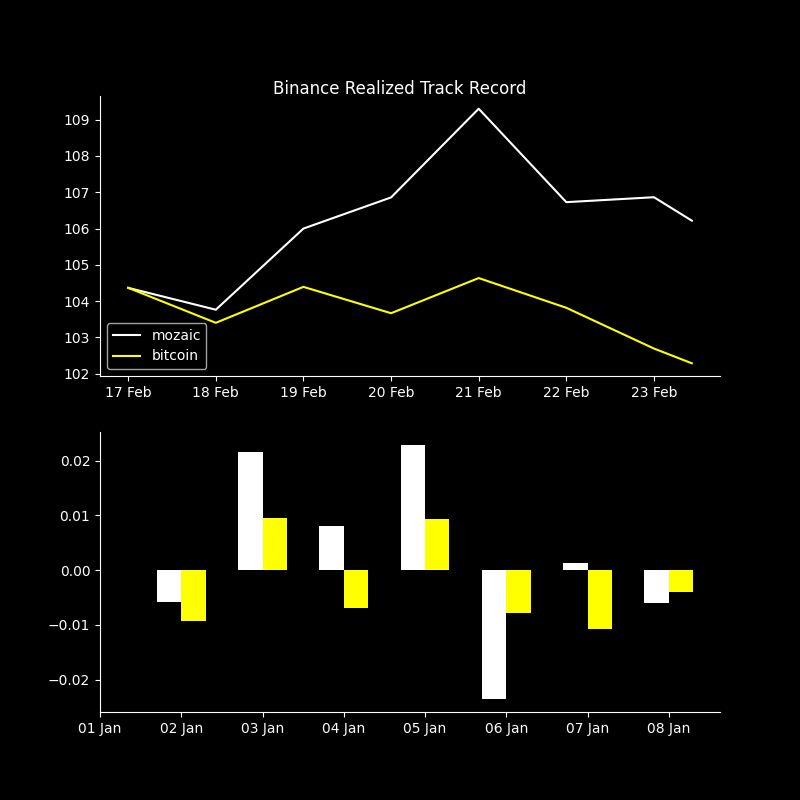 Binance Realized Track Record
109
108
107
106
105
104
103
102
mozaic
bitcoin
17 Feb 18 Feb 19 Feb 20 Feb 21 Feb 22 Feb 23 Feb
0.02
0.01
0.00
−0.01
−0.02
01 Jan 02 Jan 03 Jan 04 Jan 05 Jan 06 Jan 07 Jan 08 Jan